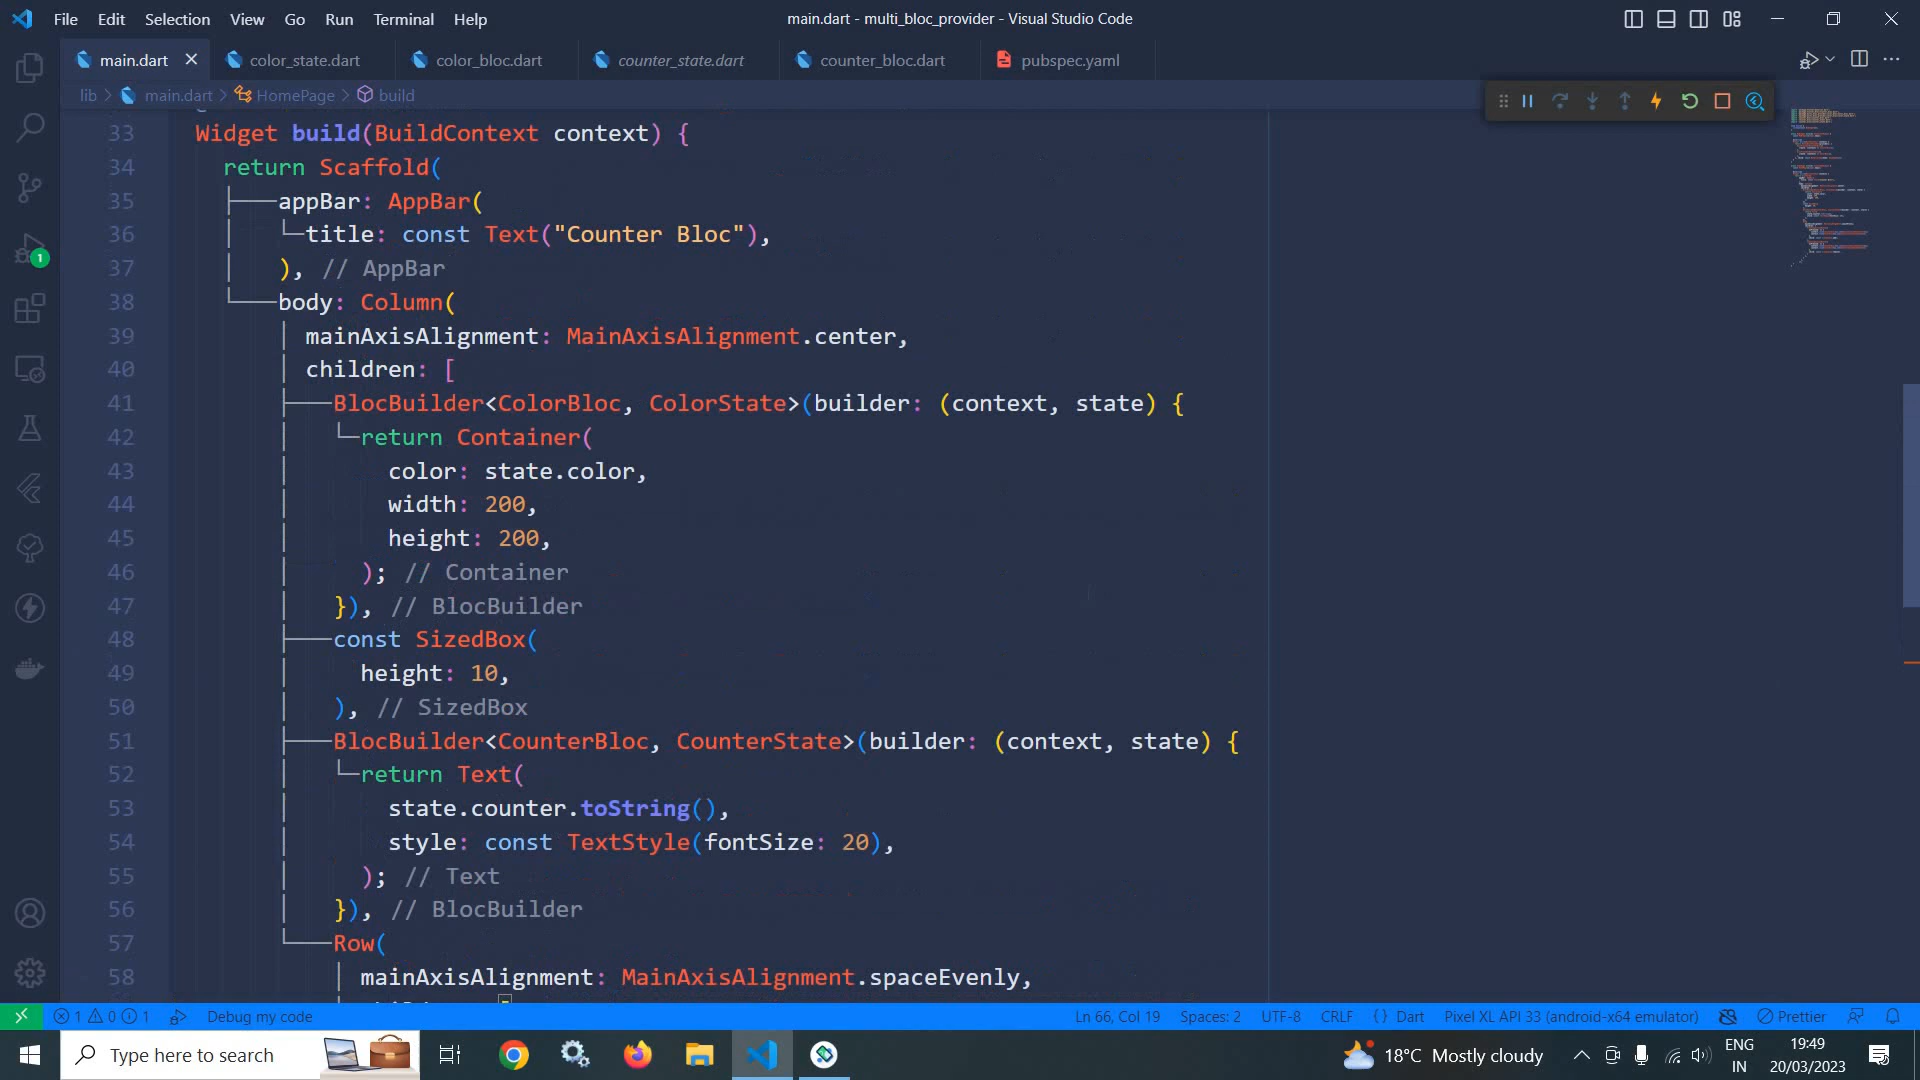 File Edit Selection View Go Run Terminal Help
main.dart - multi_bloc_provider - Visual Studio Code
main.dart
color_state.dart
color_bloc.dart
counter_state.dart
counter_bloc.dart
pubspec.yaml
lib > main.dart > HomePage > build
33 Widget build(BuildContext context) {
34 return Scaffold(
35 appBar: AppBar(
36 title: const Text("Counter Bloc"),
37 ), // AppBar
38 body: Column(
39 mainAxisAlignment: MainAxisAlignment.center,
40 children: [
41 BlocBuilder<ColorBloc, ColorState>(builder: (context, state) {
42 return Container(
43 color: state.color,
44 width: 200,
45 height: 200,
46 ); // Container
47 }), // BlocBuilder
48 const SizedBox(
49 height: 10,
50 ), // SizedBox
51 BlocBuilder<CounterBloc, CounterState>(builder: (context, state) {
52 return Text(
53 state.counter.toString(),
54 style: const TextStyle(fontSize: 20),
55 ); // Text
56 }), // BlocBuilder
57 Row(
58 mainAxisAlignment: MainAxisAlignment.spaceEvenly,
1
1 0 1 Debug my code
Ln 66, Col 19 Spaces: 2 UTF-8 CRLF {} Dart Pixel XL API 33 (android-x64 emulator) Prettier
Type here to search
18°C Mostly cloudy
ENG
IN
19:49
20/03/2023